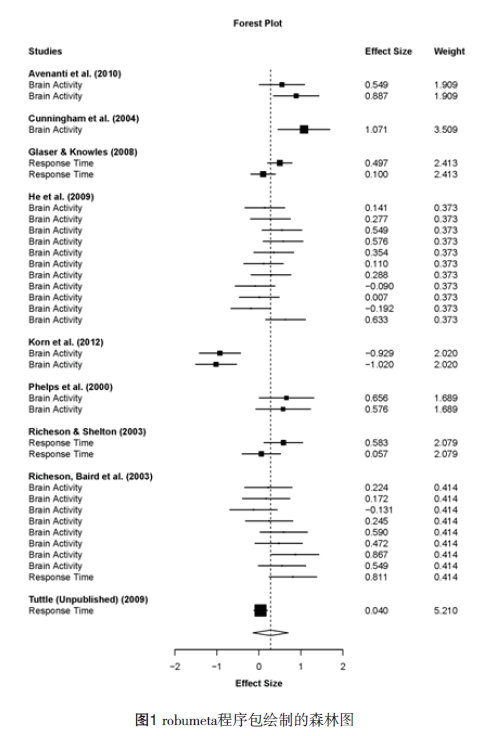 Forest Plot
Studies Effect Size Weight
Avenanti et al. (2010)
Brain Activity 0.549 1.909
Brain Activity 0.887 1.909
Cunningham et al. (2004)
Brain Activity 1.071 3.509
Glaser & Knowles (2008)
Response Time 0.497 2.413
Response Time 0.100 2.413
He et al. (2009)
Brain Activity 0.141 0.373
Brain Activity 0.277 0.373
Brain Activity 0.549 0.373
Brain Activity 0.576 0.373
Brain Activity 0.354 0.373
Brain Activity 0.110 0.373
Brain Activity 0.288 0.373
Brain Activity −0.090 0.373
Brain Activity 0.007 0.373
Brain Activity −0.192 0.373
Brain Activity 0.633 0.373
Korn et al. (2012)
Brain Activity −0.929 2.020
Brain Activity −1.020 2.020
Phelps et al. (2000)
Brain Activity 0.656 1.689
Brain Activity 0.576 1.689
Richeson & Shelton (2003)
Response Time 0.583 2.079
Response Time 0.057 2.079
Richeson, Baird et al. (2003)
Brain Activity 0.224 0.414
Brain Activity 0.172 0.414
Brain Activity −0.131 0.414
Brain Activity 0.245 0.414
Brain Activity 0.590 0.414
Brain Activity 0.472 0.414
Brain Activity 0.867 0.414
Brain Activity 0.549 0.414
Response Time 0.811 0.414
Tuttle (Unpublished) (2009)
Response Time 0.040 5.210
−2 −1 0 1 2
Effect Size
图1 robumeta程序包绘制的森林图